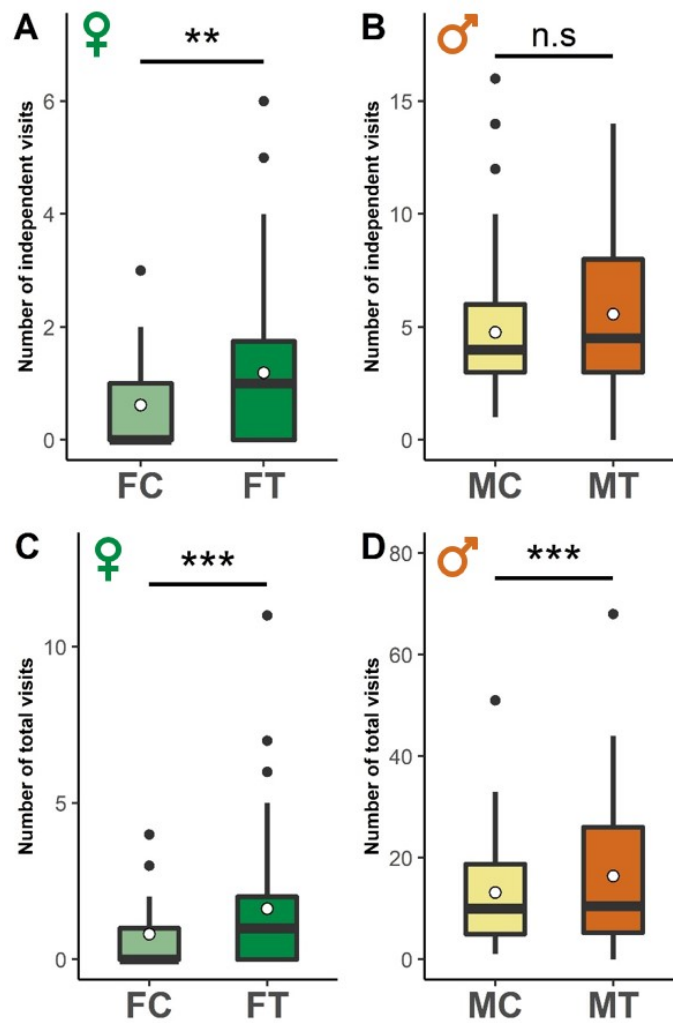 A
**
Number of independent visits
6
4
2
0
FC FT
B
n.s
Number of independent visits
15
10
5
0
MC MT
C
***
Number of total visits
10
5
0
FC FT
D
***
Number of total visits
80
60
40
20
0
MC MT